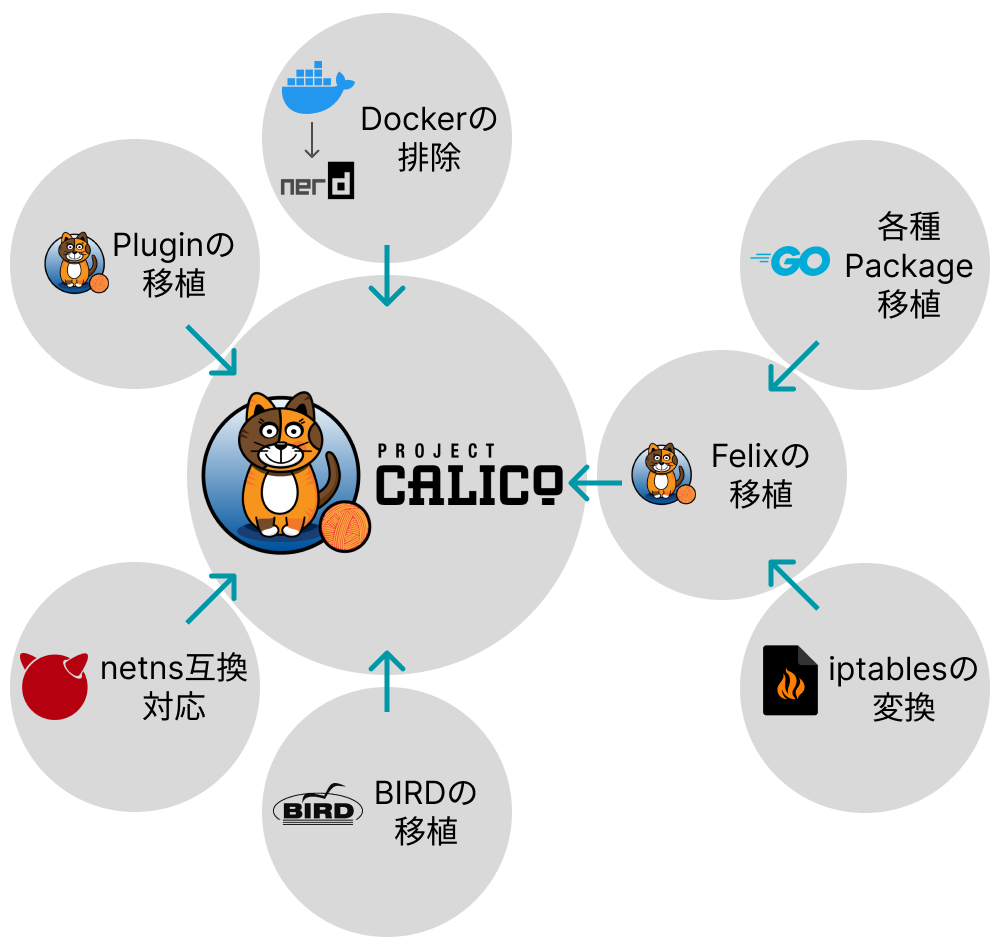 Dockerの
排除
nerd
Pluginの
移植
各種
Package
移植
GO
PROJECT
CALICO
Felixの
移植
netns互換
対応
iptablesの
変換
BIRD
BIRDの
移植